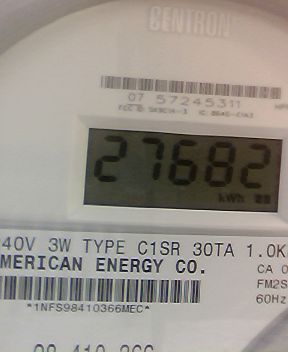 CENTRON
07 57245311
27682
kWh
40V 3W TYPE C1SR 30TA 1.0K
MERICAN ENERGY CO.
CA 0
FM2S
60Hz
*1NFS98410366MEC*